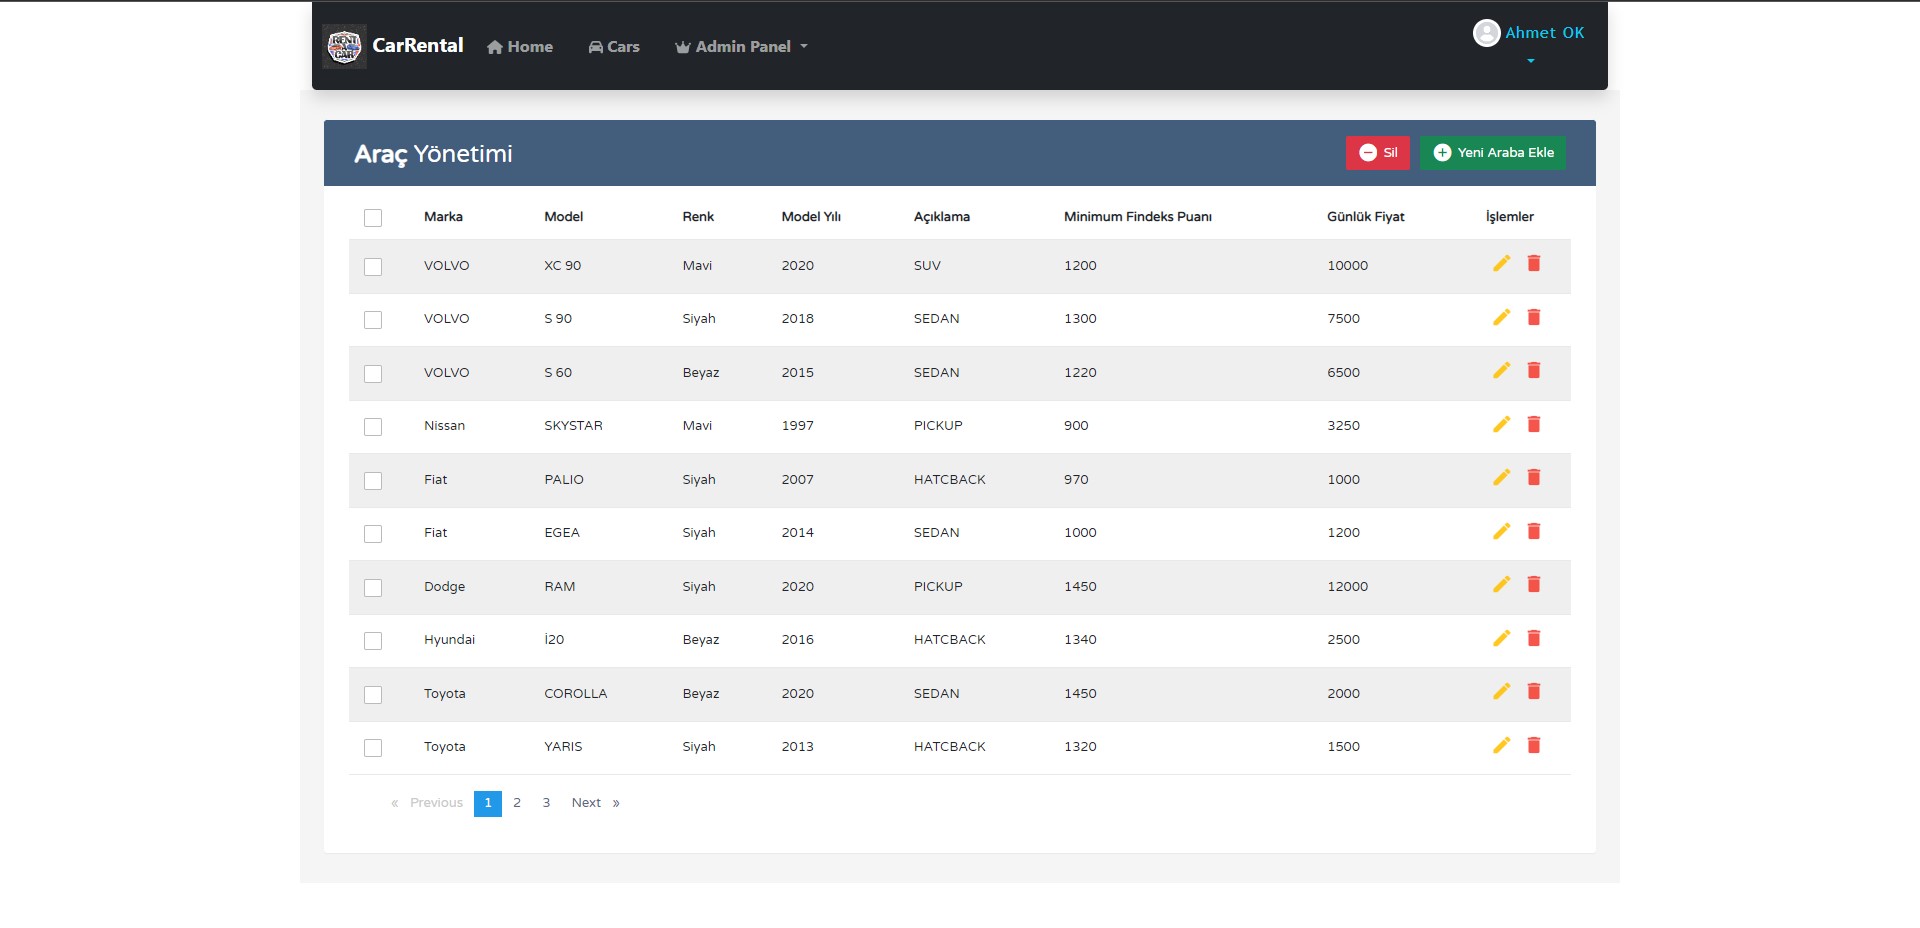 RENT A CAR CarRental Home Cars Admin Panel Ahmet OK
Araç Yönetimi Sil Yeni Araba Ekle
Marka Model Renk Model Yılı Açıklama Minimum Findeks Puanı Günlük Fiyat İşlemler
VOLVO XC 90 Mavi 2020 SUV 1200 10000
VOLVO S 90 Siyah 2018 SEDAN 1300 7500
VOLVO S 60 Beyaz 2015 SEDAN 1220 6500
Nissan SKYSTAR Mavi 1997 PICKUP 900 3250
Fiat PALIO Siyah 2007 HATCBACK 970 1000
Fiat EGEA Siyah 2014 SEDAN 1000 1200
Dodge RAM Siyah 2020 PICKUP 1450 12000
Hyundai İ20 Beyaz 2016 HATCBACK 1340 2500
Toyota COROLLA Beyaz 2020 SEDAN 1450 2000
Toyota YARIS Siyah 2013 HATCBACK 1320 1500
« Previous 1 2 3 Next »